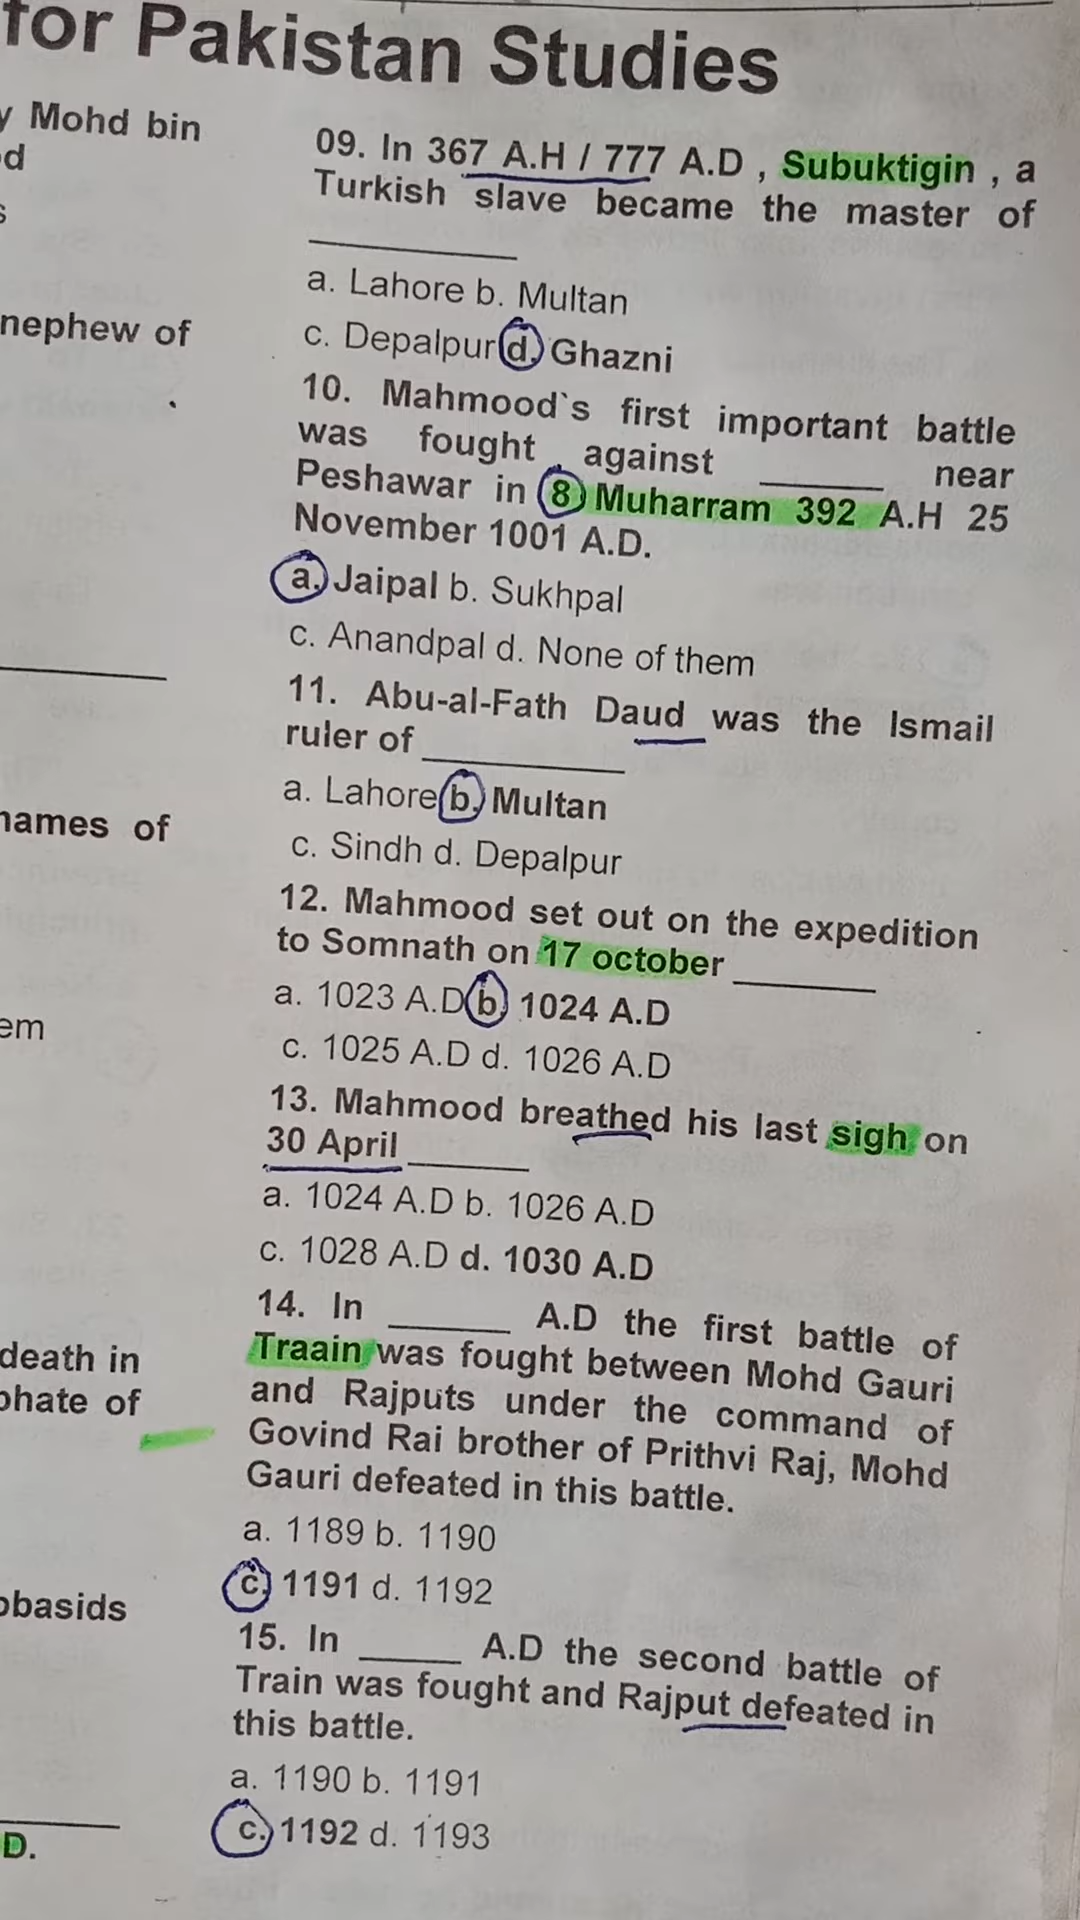 for Pakistan Studies
y Mohd bin
d
s
nephew of
names of
em
death in
phate of
bbasids
D.
09. In 367 A.H / 777 A.D , Subuktigin , a
Turkish slave became the master of
__________
a. Lahore b. Multan
c. Depalpur d. Ghazni
10. Mahmood`s first important battle
was fought against ______ near
Peshawar in 8 Muharram 392 A.H 25
November 1001 A.D.
a. Jaipal b. Sukhpal
c. Anandpal d. None of them
11. Abu-al-Fath Daud was the Ismail
ruler of __________
a. Lahore b. Multan
c. Sindh d. Depalpur
12. Mahmood set out on the expedition
to Somnath on 17 october _______
a. 1023 A.D b. 1024 A.D
c. 1025 A.D d. 1026 A.D
13. Mahmood breathed his last sigh on
30 April ______
a. 1024 A.D b. 1026 A.D
c. 1028 A.D d. 1030 A.D
14. In ______ A.D the first battle of
Traain was fought between Mohd Gauri
and Rajputs under the command of
Govind Rai brother of Prithvi Raj, Mohd
Gauri defeated in this battle.
a. 1189 b. 1190
c. 1191 d. 1192
15. In _____ A.D the second battle of
Train was fought and Rajput defeated in
this battle.
a. 1190 b. 1191
c. 1192 d. 1193